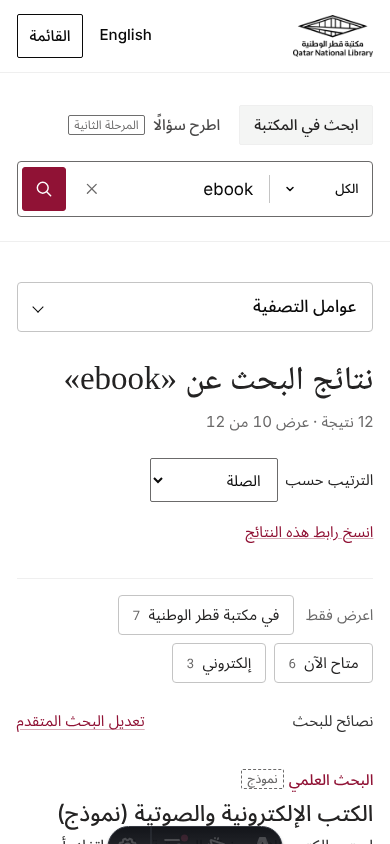 مكتبة قطر الوطنية
Qatar National Library
English
القائمة
ابحث في المكتبة
اطرح سؤالًا
المرحلة الثانية
الكل
ebook
عوامل التصفية
نتائج البحث عن «ebook»
12 نتيجة · عرض 10 من 12
الترتيب حسب
الصلة
انسخ رابط هذه النتائج
اعرض فقط
في مكتبة قطر الوطنية 7
متاح الآن 6
إلكتروني 3
نصائح للبحث
تعديل البحث المتقدم
البحث العلمي
نموذج
الكتب الإلكترونية والصوتية (نموذج)